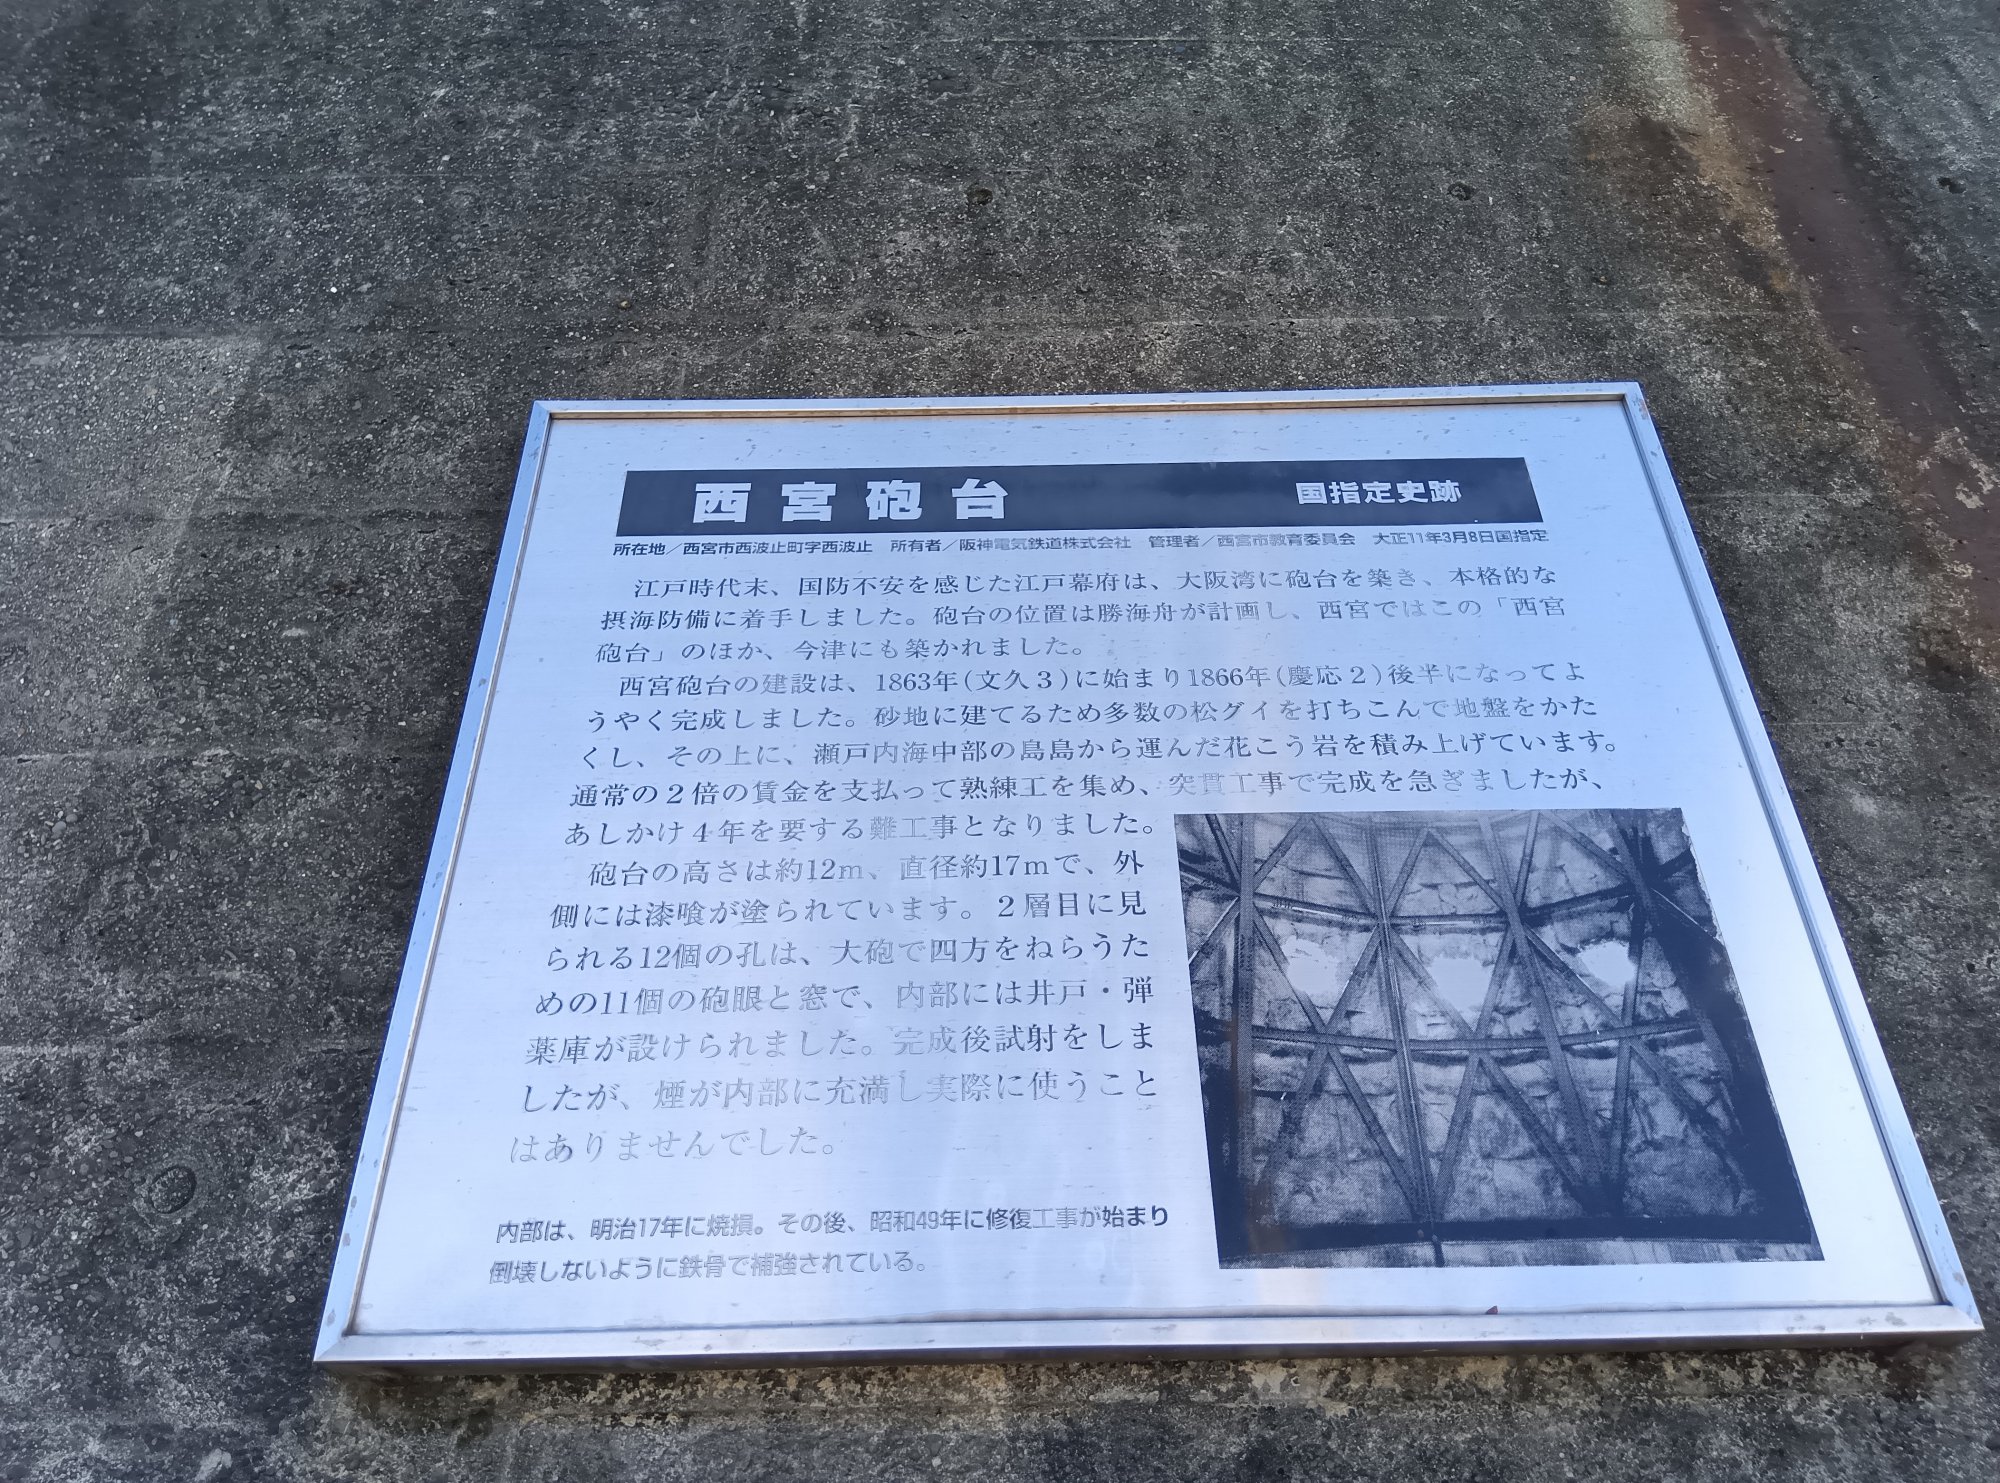 西宮砲台 国指定史跡
所在地／西宮市西波止町字西波止 所有者／阪神電気鉄道株式会社 管理者／西宮市教育委員会 大正11年3月8日国指定
江戸時代末、国防不安を感じた江戸幕府は、大阪湾に砲台を築き、本格的な
摂海防備に着手しました。砲台の位置は勝海舟が計画し、西宮ではこの「西宮
砲台」のほか、今津にも築かれました。
西宮砲台の建設は、1863年(文久3)に始まり1866年(慶応2)後半になってよ
うやく完成しました。砂地に建てるため多数の松グイを打ちこんで地盤をかた
くし、その上に、瀬戸内海中部の島島から運んだ花こう岩を積み上げています。
通常の2倍の賃金を支払って熟練工を集め、突貫工事で完成を急ぎましたが、
あしかけ4年を要する難工事となりました。
砲台の高さは約12m、直径約17mで、外
側には漆喰が塗られています。2層目に見
られる12個の孔は、大砲で四方をねらうた
めの11個の砲眼と窓で、内部には井戸・弾
薬庫が設けられました。完成後試射をしま
したが、煙が内部に充満し実際に使うこと
はありませんでした。
内部は、明治17年に焼損。その後、昭和49年に修復工事が始まり
倒壊しないように鉄骨で補強されている。